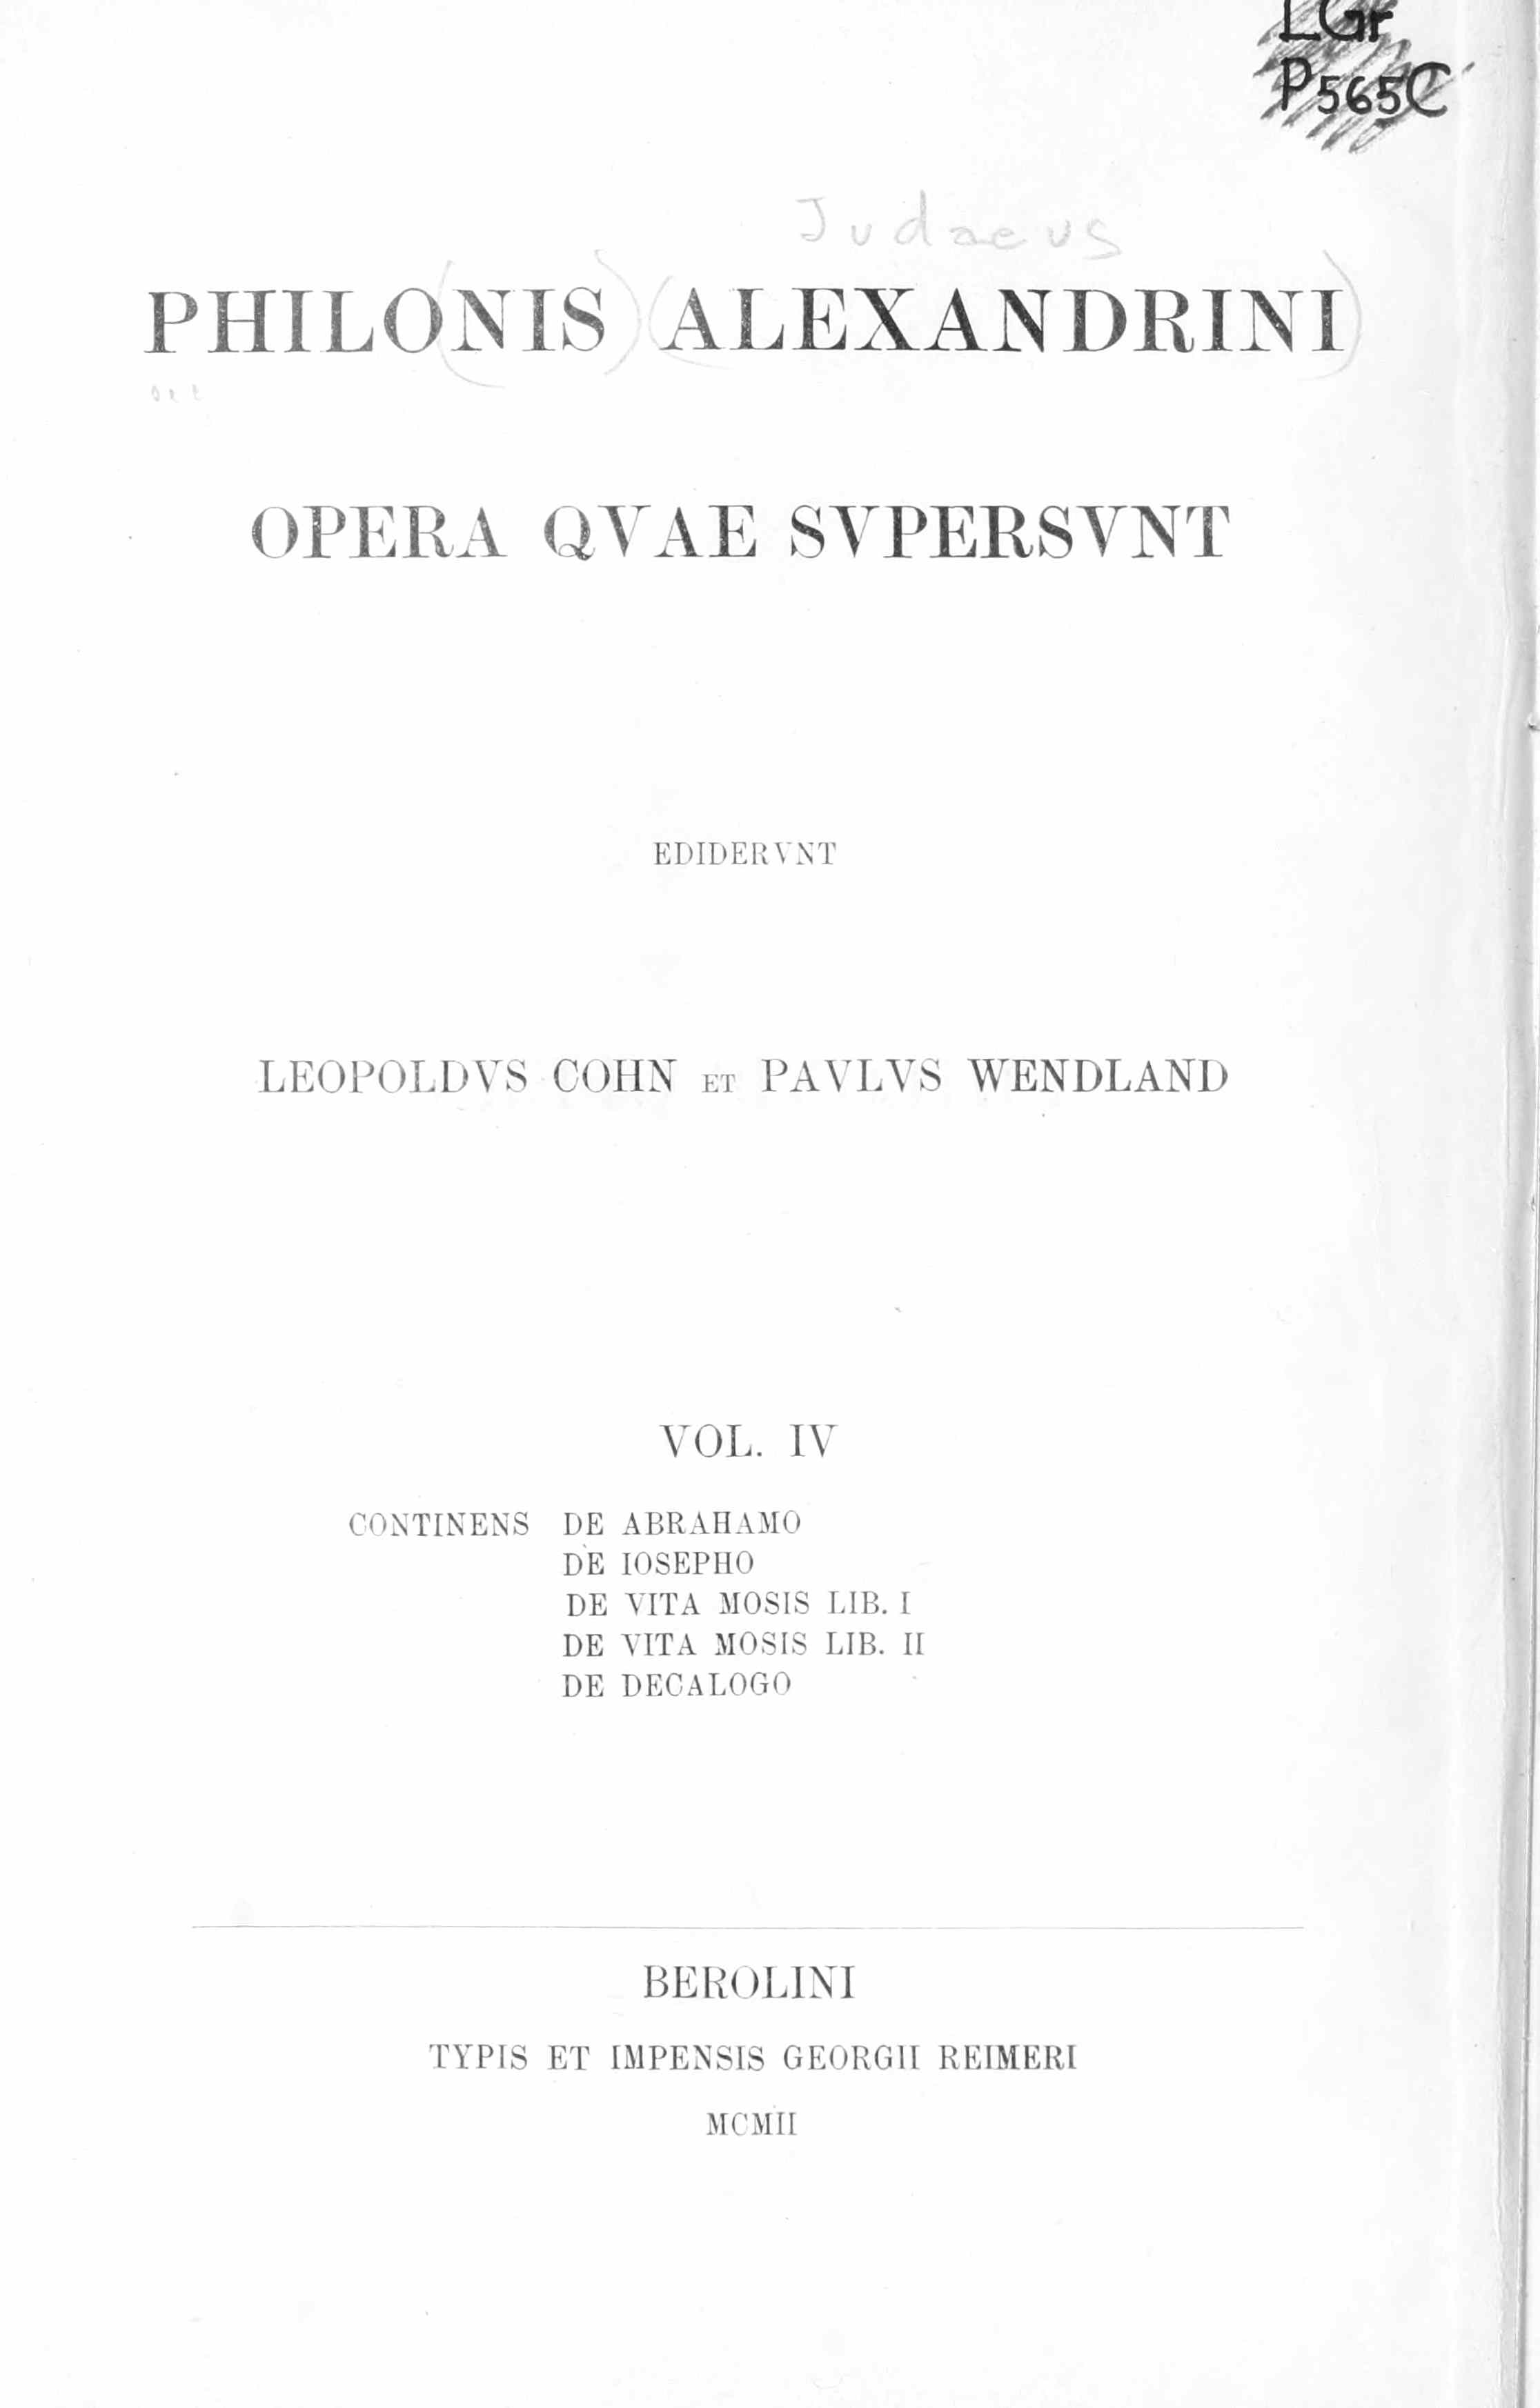 LGr
P565C
Judaeus
PHILONIS ALEXANDRINI
OPERA QVAE SVPERSVNT
EDIDERVNT
LEOPOLDVS COHN ET PAVLVS WENDLAND
VOL. IV
CONTINENS DE ABRAHAMO
DE IOSEPHO
DE VITA MOSIS LIB. I
DE VITA MOSIS LIB. II
DE DECALOGO
BEROLINI
TYPIS ET IMPENSIS GEORGII REIMERI
MCMII